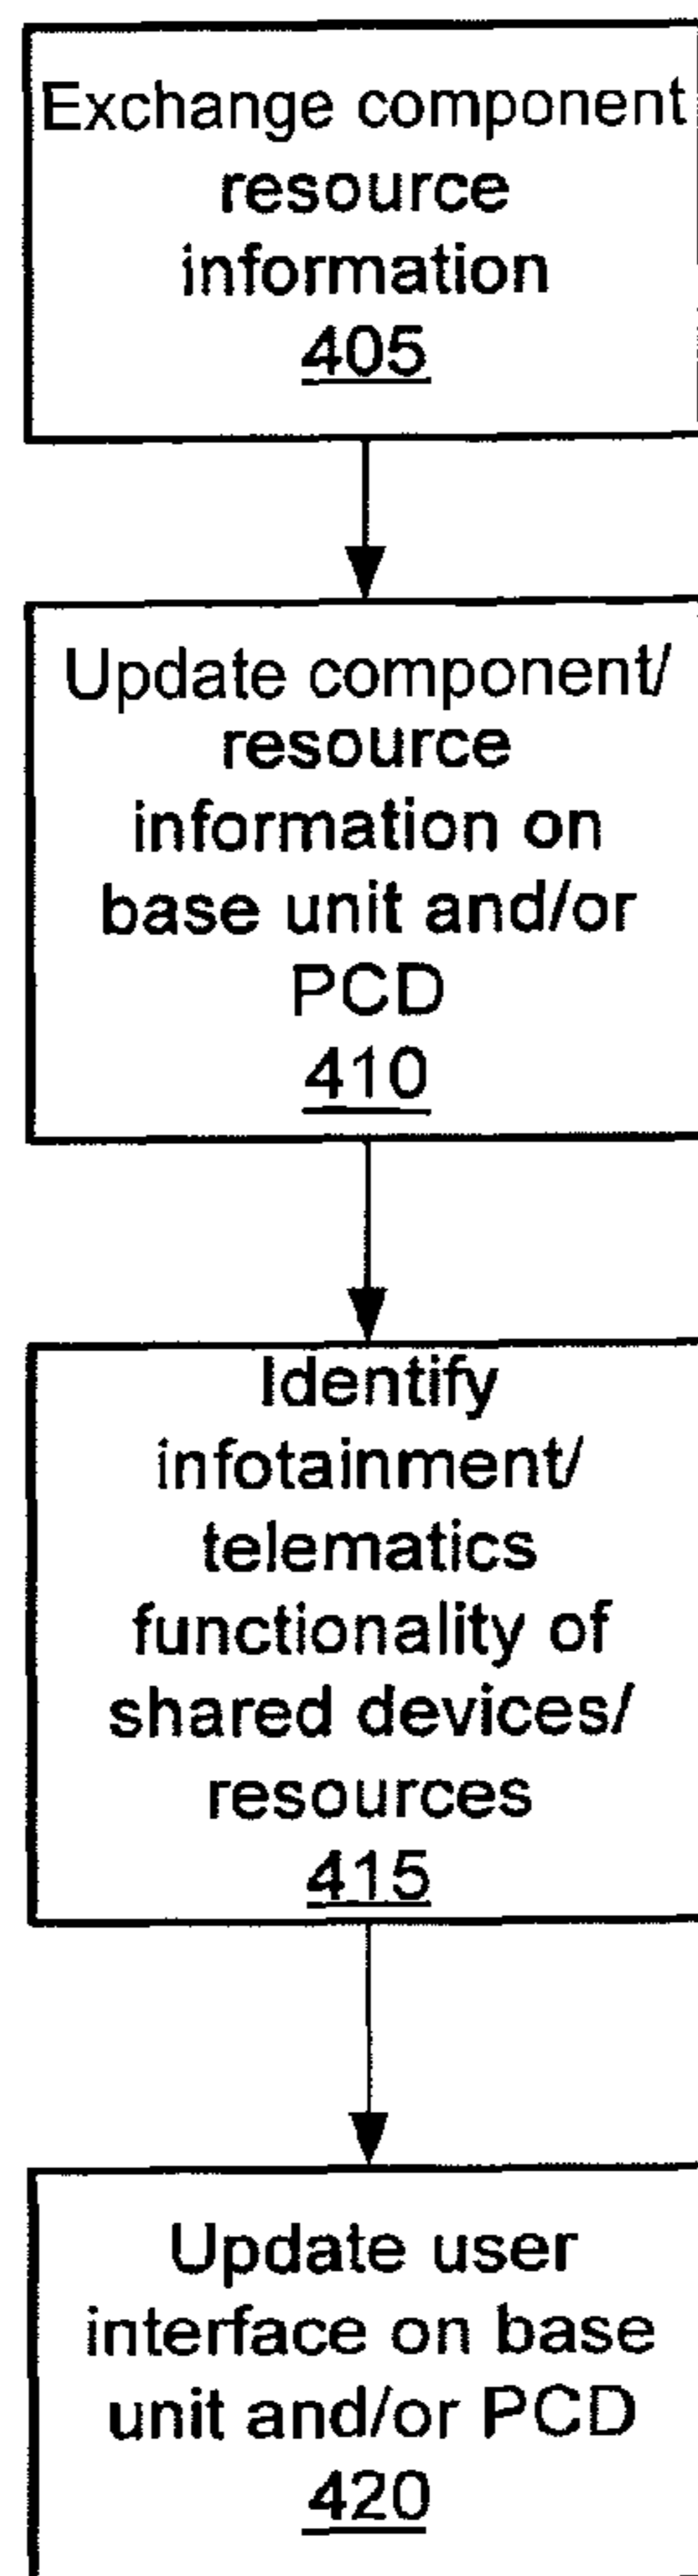 Exchange component
resource
information
405
Update component/
resource
information on
base unit and/or
PCD
410
Identify
infotainment/
telematics
functionality of
shared devices/
resources
415
Update user
interface on base
unit and/or PCD
420